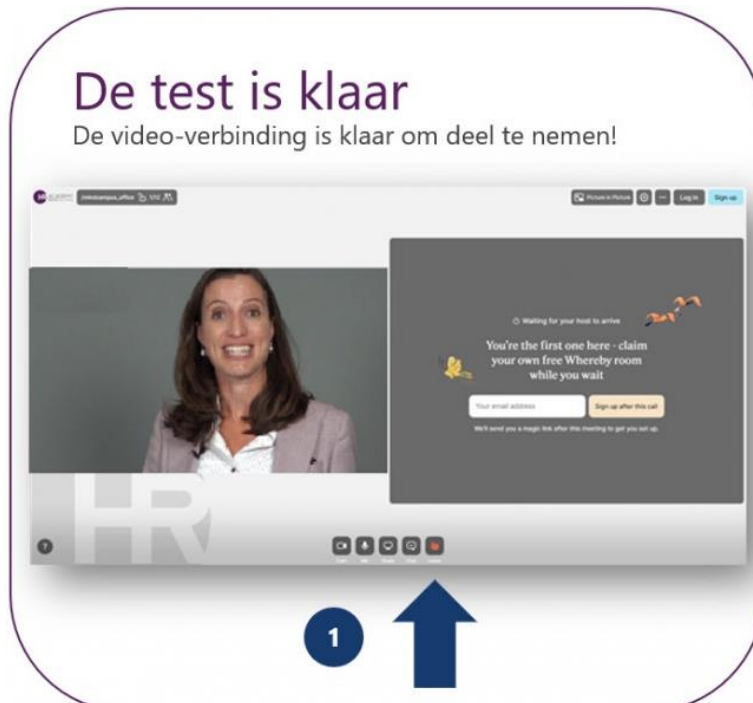 De test is klaar
De video-verbinding is klaar om deel te nemen!
Picture in Picture
Log in
Sign up
Waiting for your host to arrive
You're the first one here - claim
your own free Whereby room
while you wait
Your email address
Sign up after this call
We'll send you a magic link after this meeting to get you set up.
HR
?
1